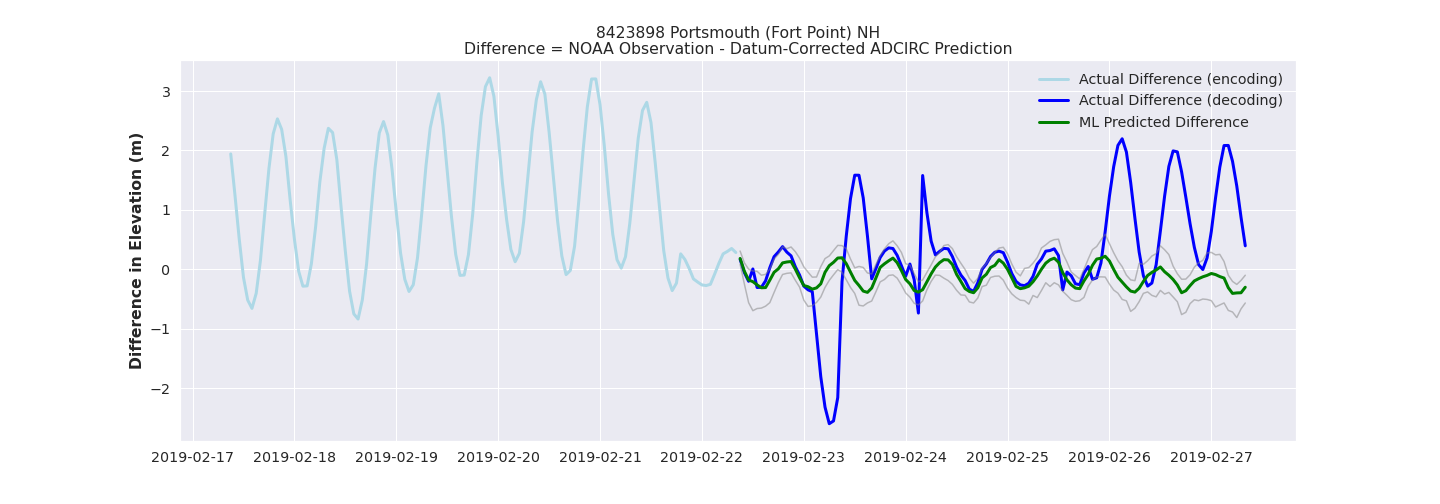 8423898 Portsmouth (Fort Point) NH
Difference = NOAA Observation - Datum-Corrected ADCIRC Prediction
Actual Difference (encoding)
Actual Difference (decoding)
ML Predicted Difference
Difference in Elevation (m)
3
2
1
0
−1
−2
2019-02-17 2019-02-18 2019-02-19 2019-02-20 2019-02-21 2019-02-22 2019-02-23 2019-02-24 2019-02-25 2019-02-26 2019-02-27